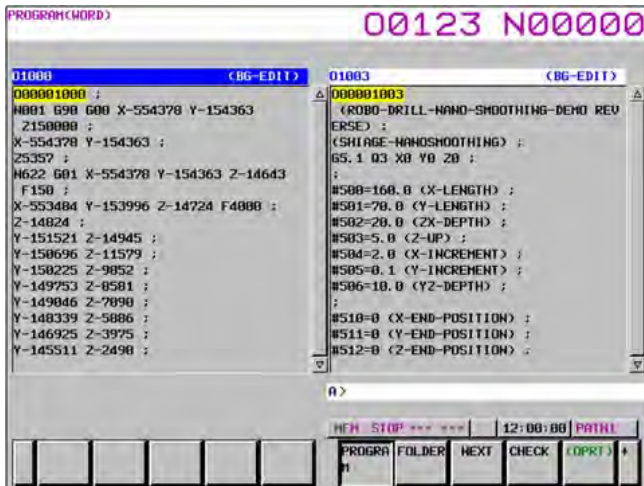 PROGRAM(WORD)
O0123 N00000
O1000 (BG-EDIT)
O00001000 ;
N001 G90 G00 X-554378 Y-154363
Z150000 ;
X-554378 Y-154363 ;
Z5357 ;
N622 G01 X-554378 Y-154363 Z-14643
F150 ;
X-553484 Y-153996 Z-14724 F4000 ;
Z-14824 ;
Y-151521 Z-14945 ;
Y-150696 Z-11579 ;
Y-150225 Z-9852 ;
Y-149753 Z-8581 ;
Y-149046 Z-7090 ;
Y-148339 Z-5886 ;
Y-146925 Z-3975 ;
Y-145511 Z-2490 ;
O1003 (BG-EDIT)
O00001003
(ROBO-DRILL-NANO-SMOOTHING-DEMO REV
ERSE) ;
(SHIAGE-NANOSMOOTHING) ;
G5.1 Q3 X0 Y0 Z0 ;
;
#500=160.0 (X-LENGTH) ;
#501=70.0 (Y-LENGTH) ;
#502=20.0 (ZX-DEPTH) ;
#503=5.0 (Z-UP) ;
#504=2.0 (X-INCREMENT) ;
#505=0.1 (Y-INCREMENT) ;
#506=10.0 (YZ-DEPTH) ;
;
#510=0 (X-END-POSITION) ;
#511=0 (Y-END-POSITION) ;
#512=0 (Z-END-POSITION) ;
A>
MEM STOP *** *** 12:00:00 PATH1
PROGRA
M
FOLDER
NEXT
CHECK
(OPRT)
+